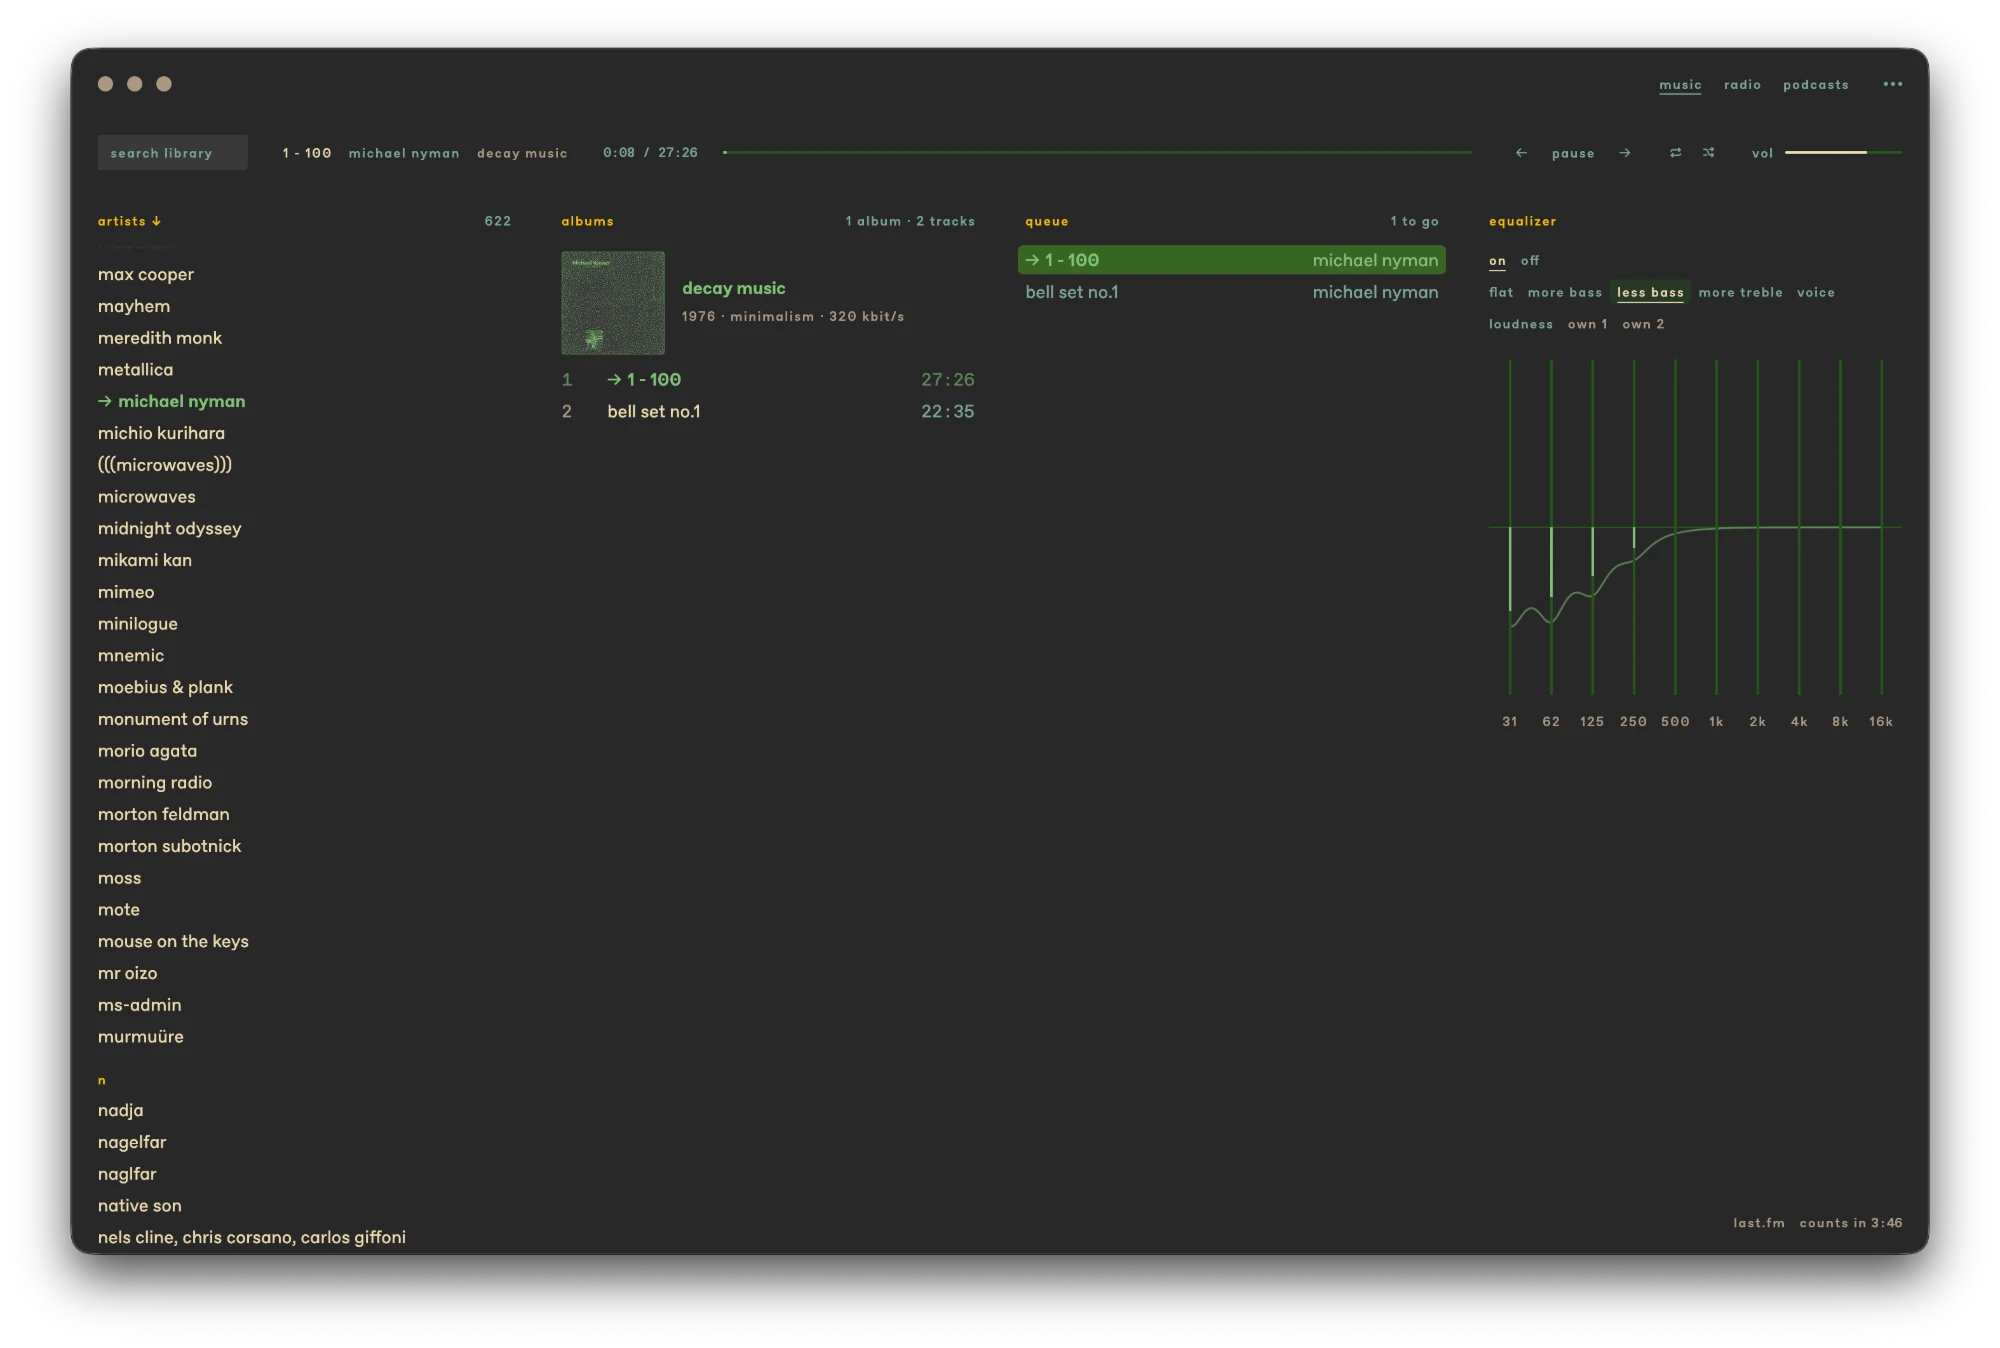 music radio podcasts •••
search library 1 - 100 michael nyman decay music 0:08 / 27:26 ← pause → vol
artists ↓ 622
max cooper
mayhem
meredith monk
metallica
→ michael nyman
michio kurihara
(((microwaves)))
microwaves
midnight odyssey
mikami kan
mimeo
minilogue
mnemic
moebius & plank
monument of urns
morio agata
morning radio
morton feldman
morton subotnick
moss
mote
mouse on the keys
mr oizo
ms-admin
murmuüre
n
nadja
nagelfar
naglfar
native son
nels cline, chris corsano, carlos giffoni
albums 1 album · 2 tracks
Michael Nyman
decay music
1976 · minimalism · 320 kbit/s
1 → 1 - 100 27:26
2 bell set no.1 22:35
queue 1 to go
→ 1 - 100 michael nyman
bell set no.1 michael nyman
equalizer
on off
flat more bass less bass more treble voice
loudness own 1 own 2
31 62 125 250 500 1k 2k 4k 8k 16k
last.fm counts in 3:46